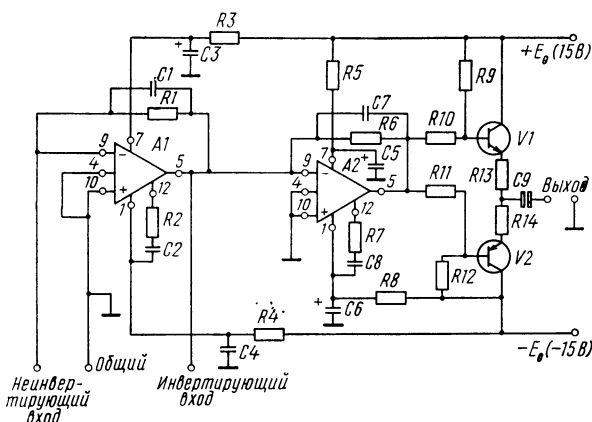 R3
+
C3
+E₀ (15В)
C1
R1
R5
R9
C7
R6
R10
V1
9
7
A1
4
5
10
12
1
−
+
7
A2
+
C5
9
4
10
5
12
1
−
+
R11
R13
C9
Выход
R2
C2
R7
C8
R14
V2
R12
+
C6
R8
R4
C4
−E₀ (−15В)
Неинвер-
тирующий
вход
Общий
Инвертирующий
вход